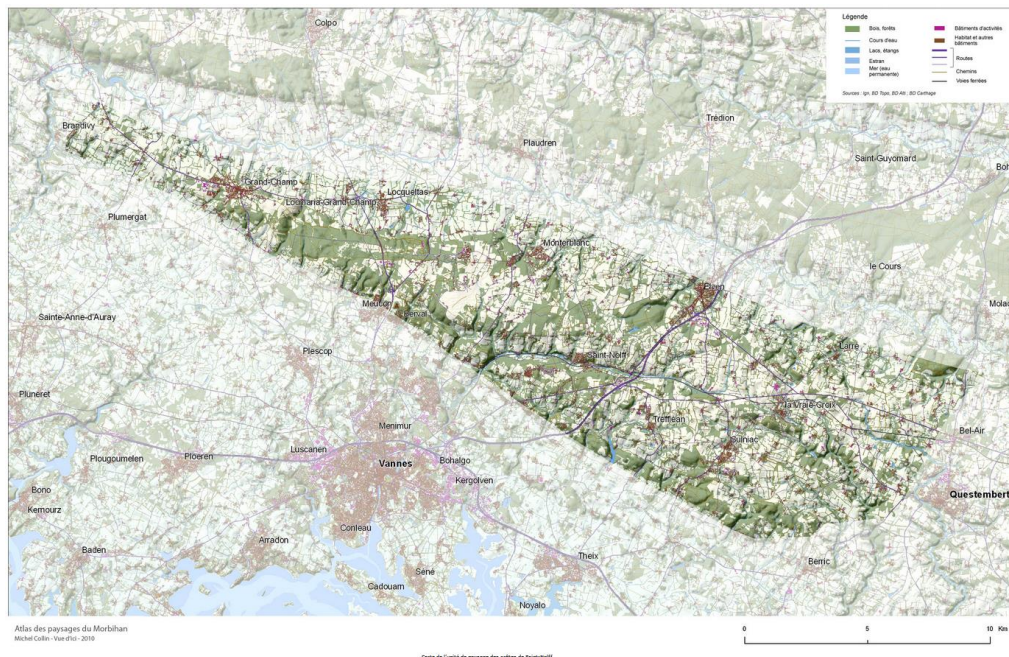 Colpo
Légende
Bois, forêts
Cours d'eau
Lacs, étangs
Estran
Mer (eau
permanente)
Bâtiments d'activités
Habitat et autres
bâtiments
Routes
Chemins
Voies ferrées
Sources : Ign, BD Topo, BD Alti ; BD Carthage
Brandivy
Trédion
Plaudren
Saint-Guyomard
Grand-Champ
Locqueltas
Locmaria-Grand-Champ
Plumergat
Monterblanc
le Cours
Elven
Meucon
Sainte-Anne-d'Auray
Larré
Plescop
Saint-Nolff
Pluneret
la Vraie-Croix
Treffléan
Menimur
Bel-Air
Sulniac
Luscanen
Plougoumelen
Ploeren
Vannes
Bohalgo
Kergolven
Bono
Kernourz
Questembert
Conleau
Arradon
Baden
Theix
Berric
Séné
Cadouarn
Noyalo
Atlas des paysages du Morbihan
Michel Collin - Vue d'ici - 2010
0 5 10 Km